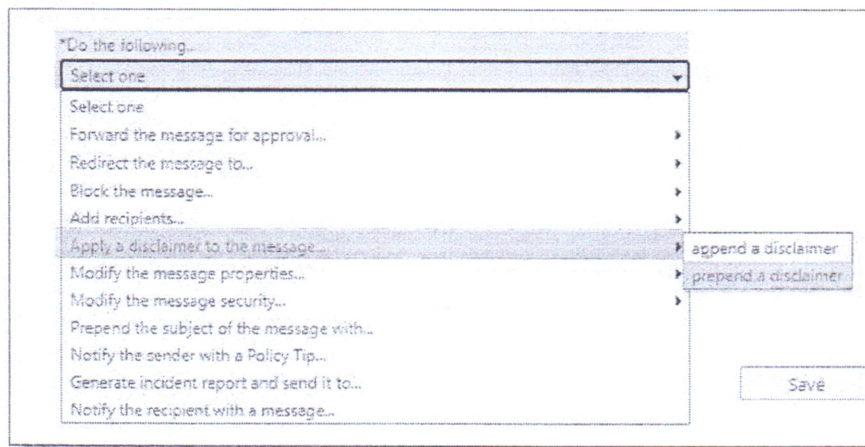 *Do the following...
Select one
Select one
Forward the message for approval...
Redirect the message to...
Block the message...
Add recipients...
Apply a disclaimer to the message...
append a disclaimer
Modify the message properties...
prepend a disclaimer
Modify the message security...
Prepend the subject of the message with...
Notify the sender with a Policy Tip...
Generate incident report and send it to...
Save
Notify the recipient with a message...